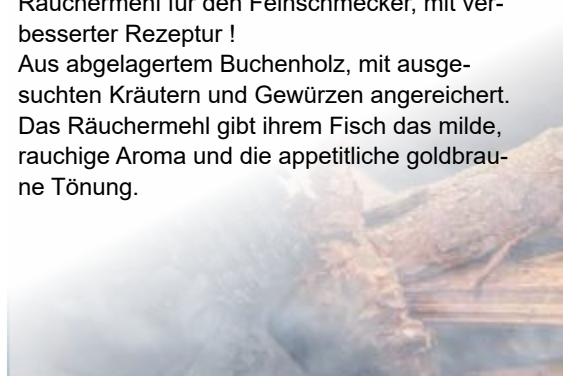 Räuchermehl für den Feinschmecker, mit ver-
besserter Rezeptur !
Aus abgelagertem Buchenholz, mit ausge-
suchten Kräutern und Gewürzen angereichert.
Das Räuchermehl gibt ihrem Fisch das milde,
rauchige Aroma und die appetitliche goldbrau-
ne Tönung.